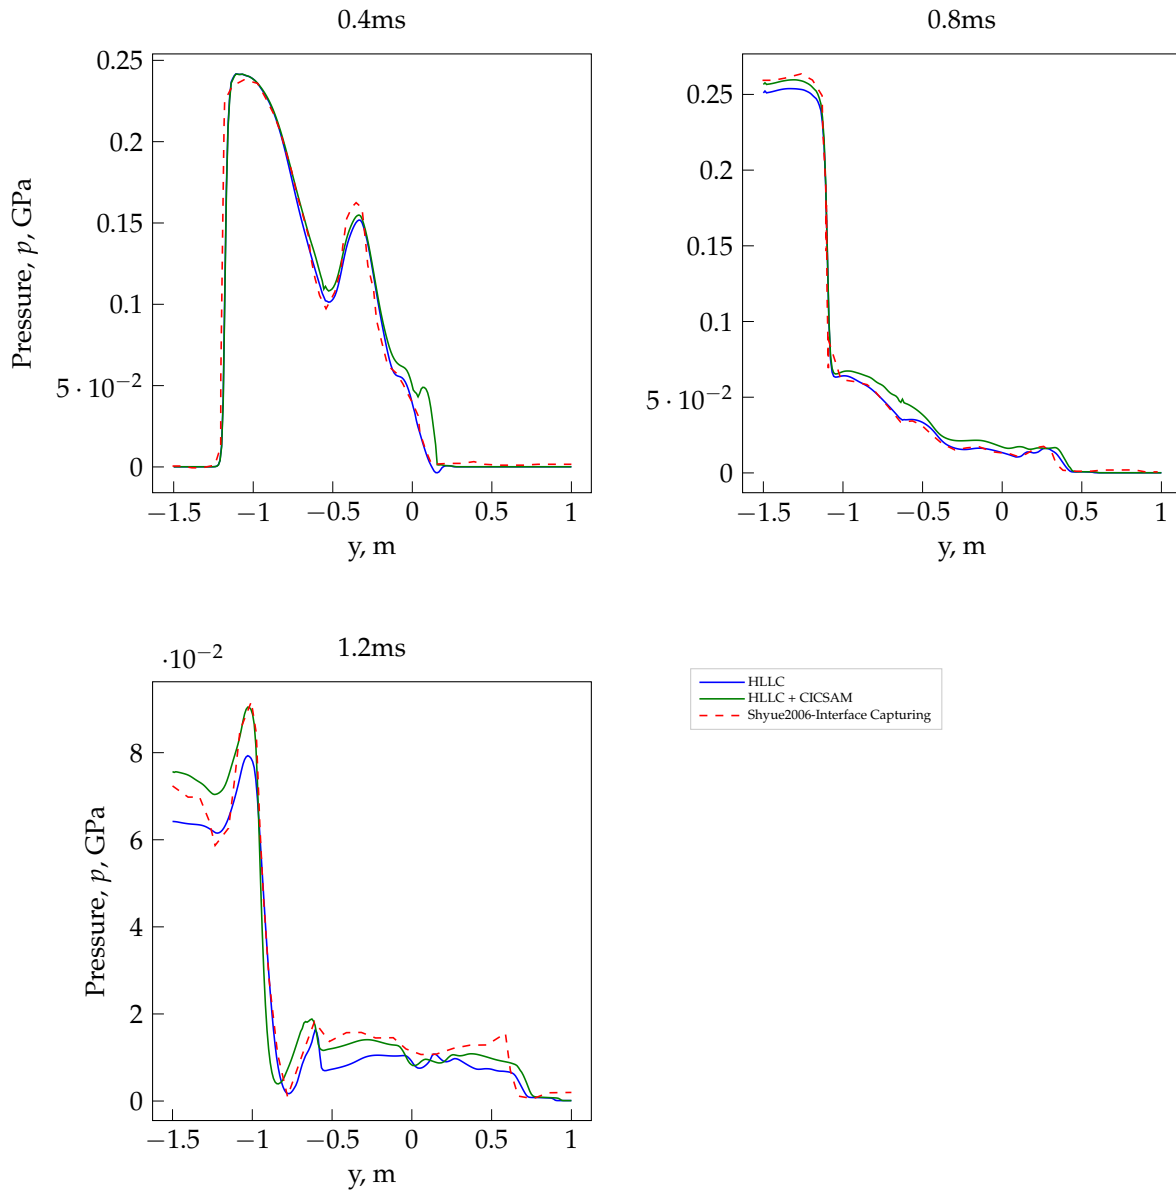 0.4ms
0.25
0.2
0.15
0.1
5 · 10⁻²
0
Pressure, p, GPa
−1.5 −1 −0.5 0 0.5 1
y, m
0.8ms
0.25
0.2
0.15
0.1
5 · 10⁻²
0
−1.5 −1 −0.5 0 0.5 1
y, m
1.2ms
·10⁻²
8
6
4
2
0
Pressure, p, GPa
−1.5 −1 −0.5 0 0.5 1
y, m
HLLC
HLLC + CICSAM
Shyue2006-Interface Capturing